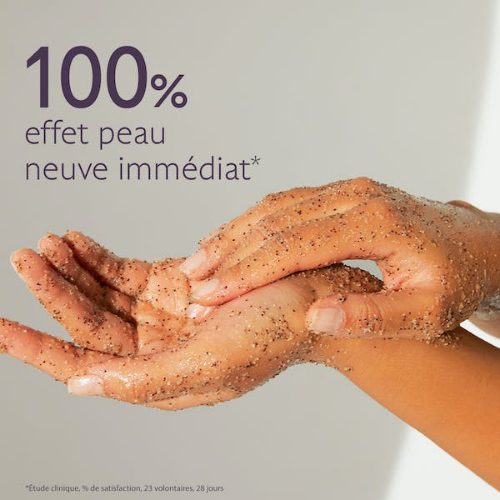 100%
effet peau
neuve immédiat*
*Étude clinique, % de satisfaction, 23 volontaires, 28 jours